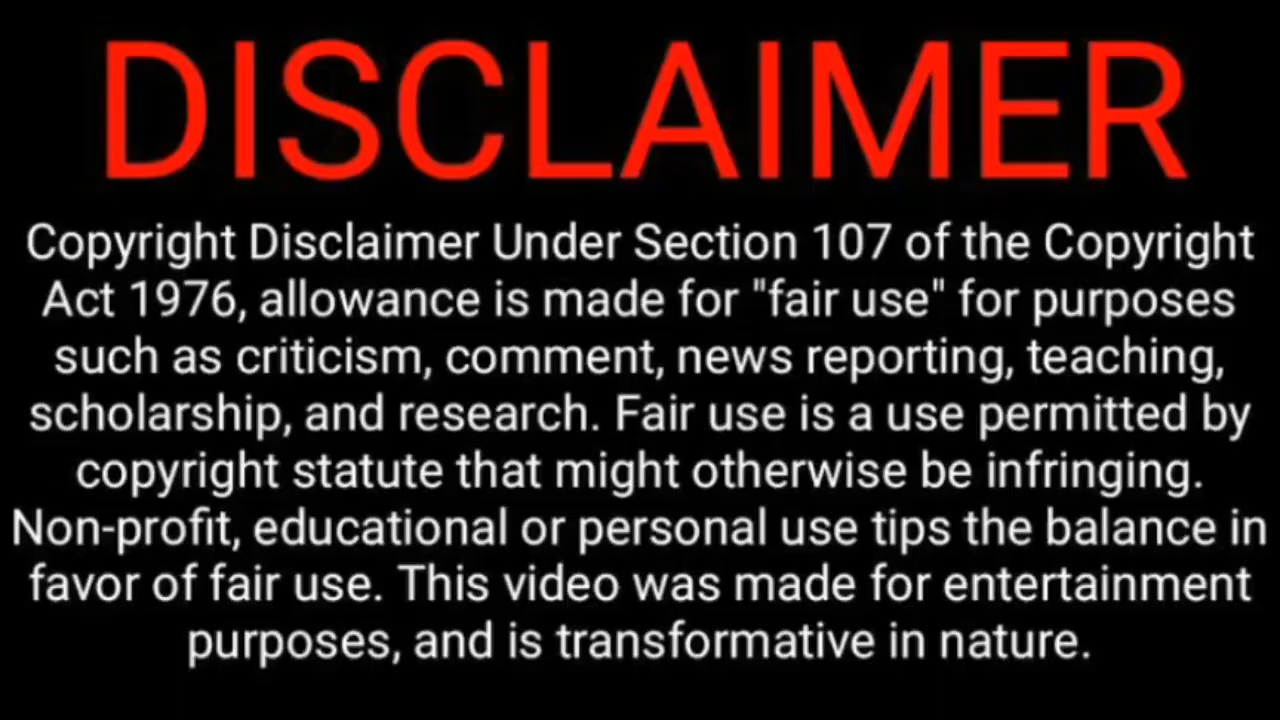 DISCLAIMER
Copyright Disclaimer Under Section 107 of the Copyright
Act 1976, allowance is made for "fair use" for purposes
such as criticism, comment, news reporting, teaching,
scholarship, and research. Fair use is a use permitted by
copyright statute that might otherwise be infringing.
Non-profit, educational or personal use tips the balance in
favor of fair use. This video was made for entertainment
purposes, and is transformative in nature.